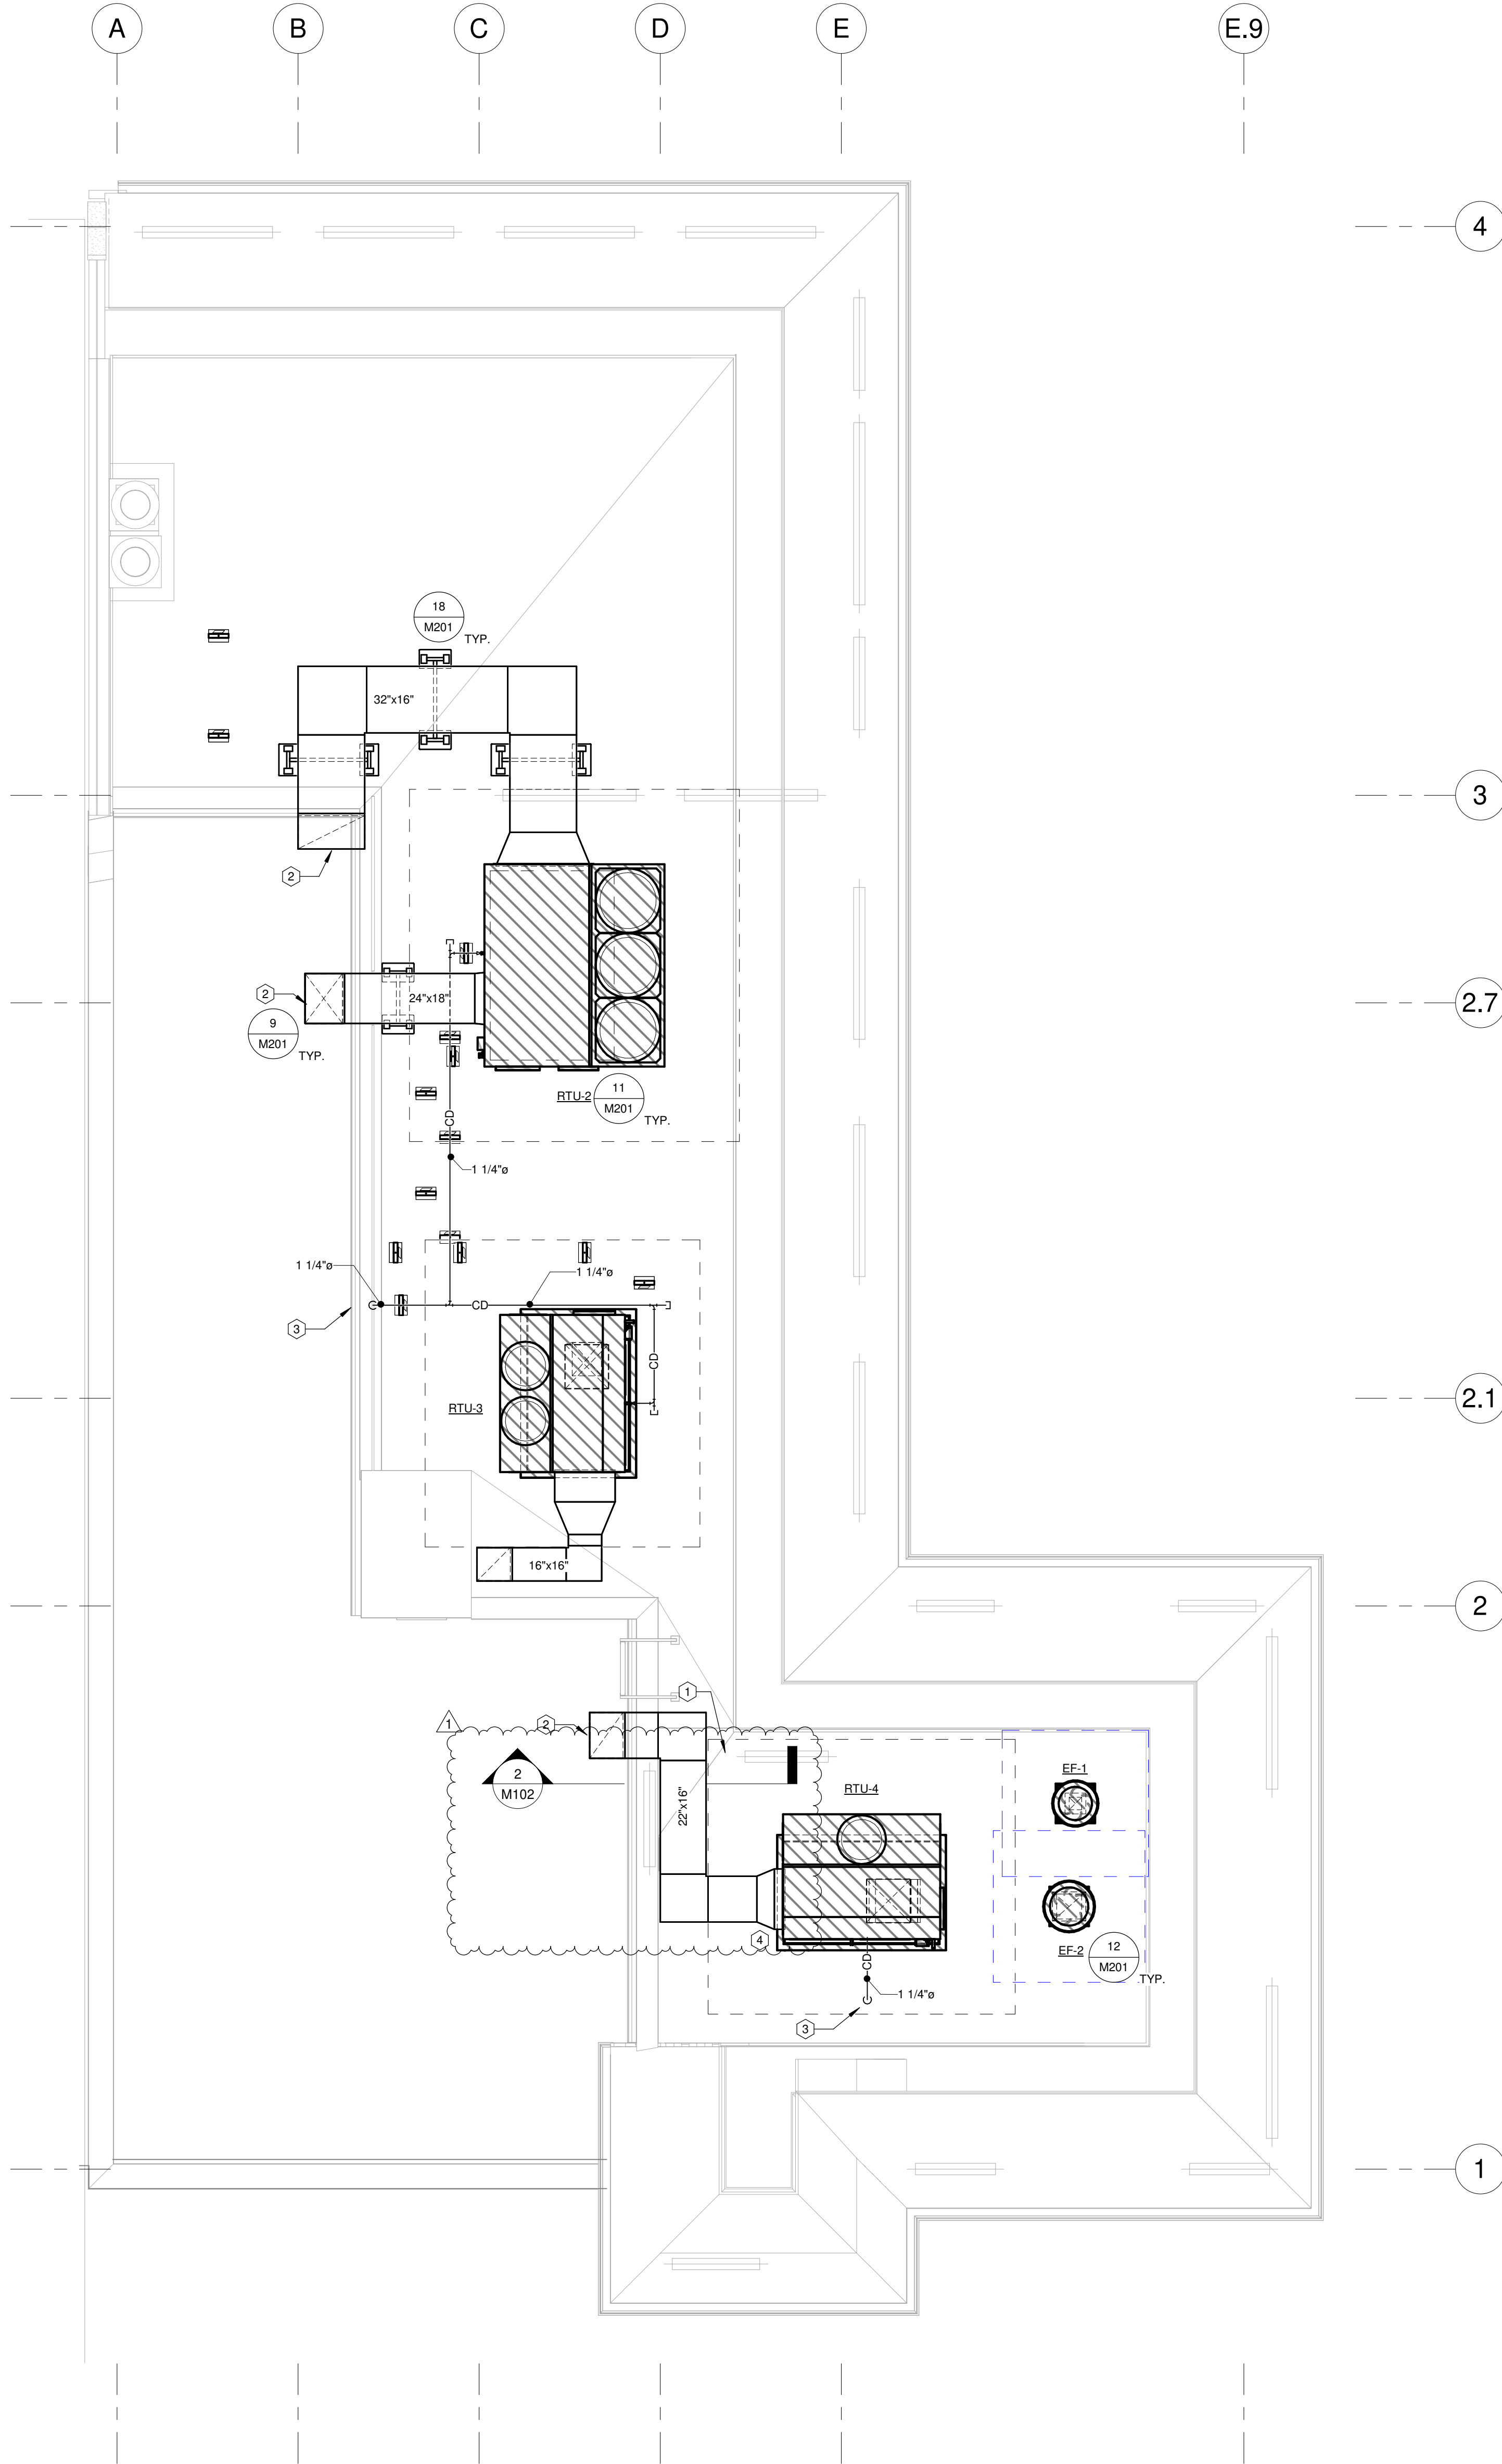 A
B
C
D
E
E.9
4
18
M201
TYP.
32"x16"
3
2
2
24"x18"
2.7
9
M201
TYP.
RTU-2
11
M201
TYP.
CD
1 1/4"ø
1 1/4"ø
1 1/4"ø
CD
3
CD
2.1
RTU-3
16"x16"
2
1
1
2
2
M102
22"x16"
RTU-4
EF-1
4
EF-2
12
M201
TYP.
CD
1 1/4"ø
3
1